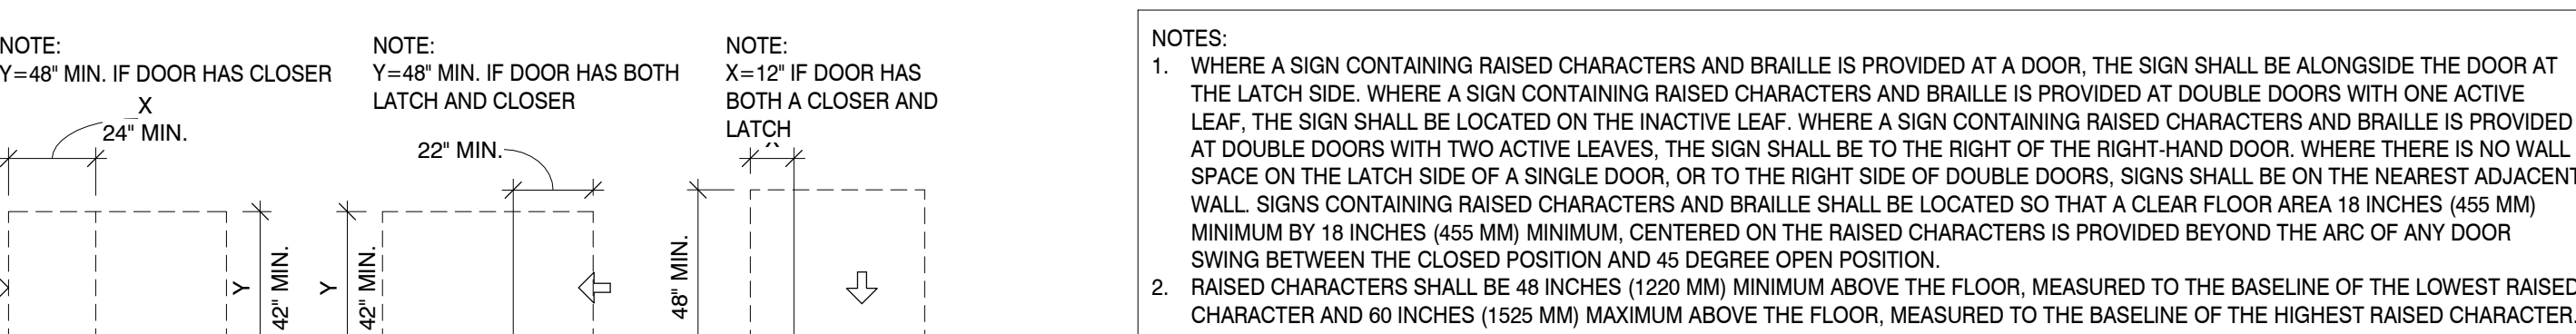 NOTE:
Y=48" MIN. IF DOOR HAS CLOSER
X
24" MIN.
Y
42" MIN.
NOTE:
Y=48" MIN. IF DOOR HAS BOTH
LATCH AND CLOSER
22" MIN.
Y
42" MIN.
NOTE:
X=12" IF DOOR HAS
BOTH A CLOSER AND
LATCH
48" MIN.
NOTES:
1. WHERE A SIGN CONTAINING RAISED CHARACTERS AND BRAILLE IS PROVIDED AT A DOOR, THE SIGN SHALL BE ALONGSIDE THE DOOR AT
THE LATCH SIDE. WHERE A SIGN CONTAINING RAISED CHARACTERS AND BRAILLE IS PROVIDED AT DOUBLE DOORS WITH ONE ACTIVE
LEAF, THE SIGN SHALL BE LOCATED ON THE INACTIVE LEAF. WHERE A SIGN CONTAINING RAISED CHARACTERS AND BRAILLE IS PROVIDED
AT DOUBLE DOORS WITH TWO ACTIVE LEAVES, THE SIGN SHALL BE TO THE RIGHT OF THE RIGHT-HAND DOOR. WHERE THERE IS NO WALL
SPACE ON THE LATCH SIDE OF A SINGLE DOOR, OR TO THE RIGHT SIDE OF DOUBLE DOORS, SIGNS SHALL BE ON THE NEAREST ADJACENT
WALL. SIGNS CONTAINING RAISED CHARACTERS AND BRAILLE SHALL BE LOCATED SO THAT A CLEAR FLOOR AREA 18 INCHES (455 MM)
MINIMUM BY 18 INCHES (455 MM) MINIMUM, CENTERED ON THE RAISED CHARACTERS IS PROVIDED BEYOND THE ARC OF ANY DOOR
SWING BETWEEN THE CLOSED POSITION AND 45 DEGREE OPEN POSITION.
2. RAISED CHARACTERS SHALL BE 48 INCHES (1220 MM) MINIMUM ABOVE THE FLOOR, MEASURED TO THE BASELINE OF THE LOWEST RAISED
CHARACTER AND 60 INCHES (1525 MM) MAXIMUM ABOVE THE FLOOR, MEASURED TO THE BASELINE OF THE HIGHEST RAISED CHARACTER